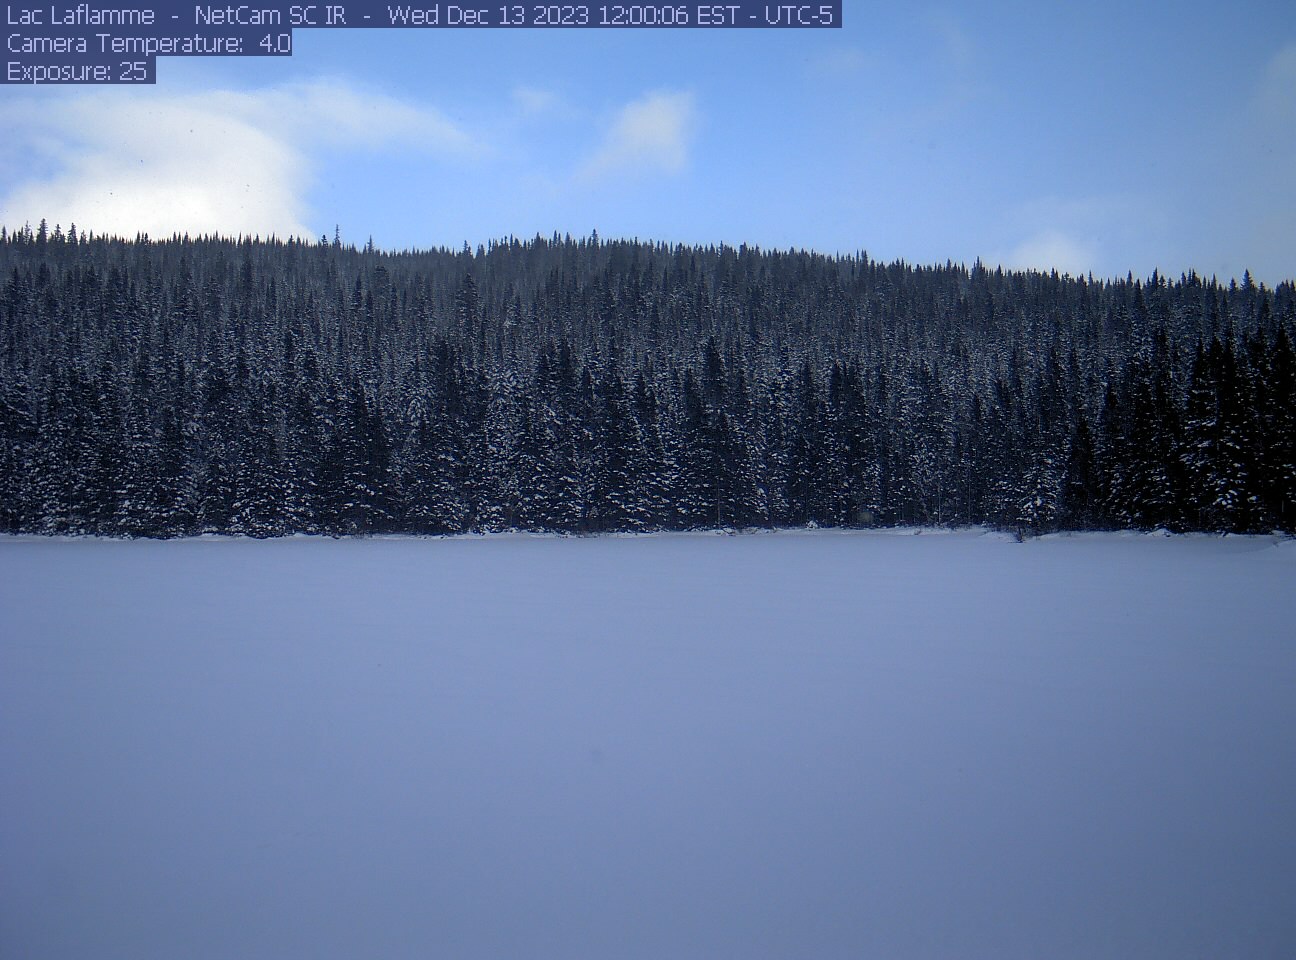 Lac Laflamme - NetCam SC IR - Wed Dec 13 2023 12:00:06 EST - UTC-5
Camera Temperature: 4.0
Exposure: 25